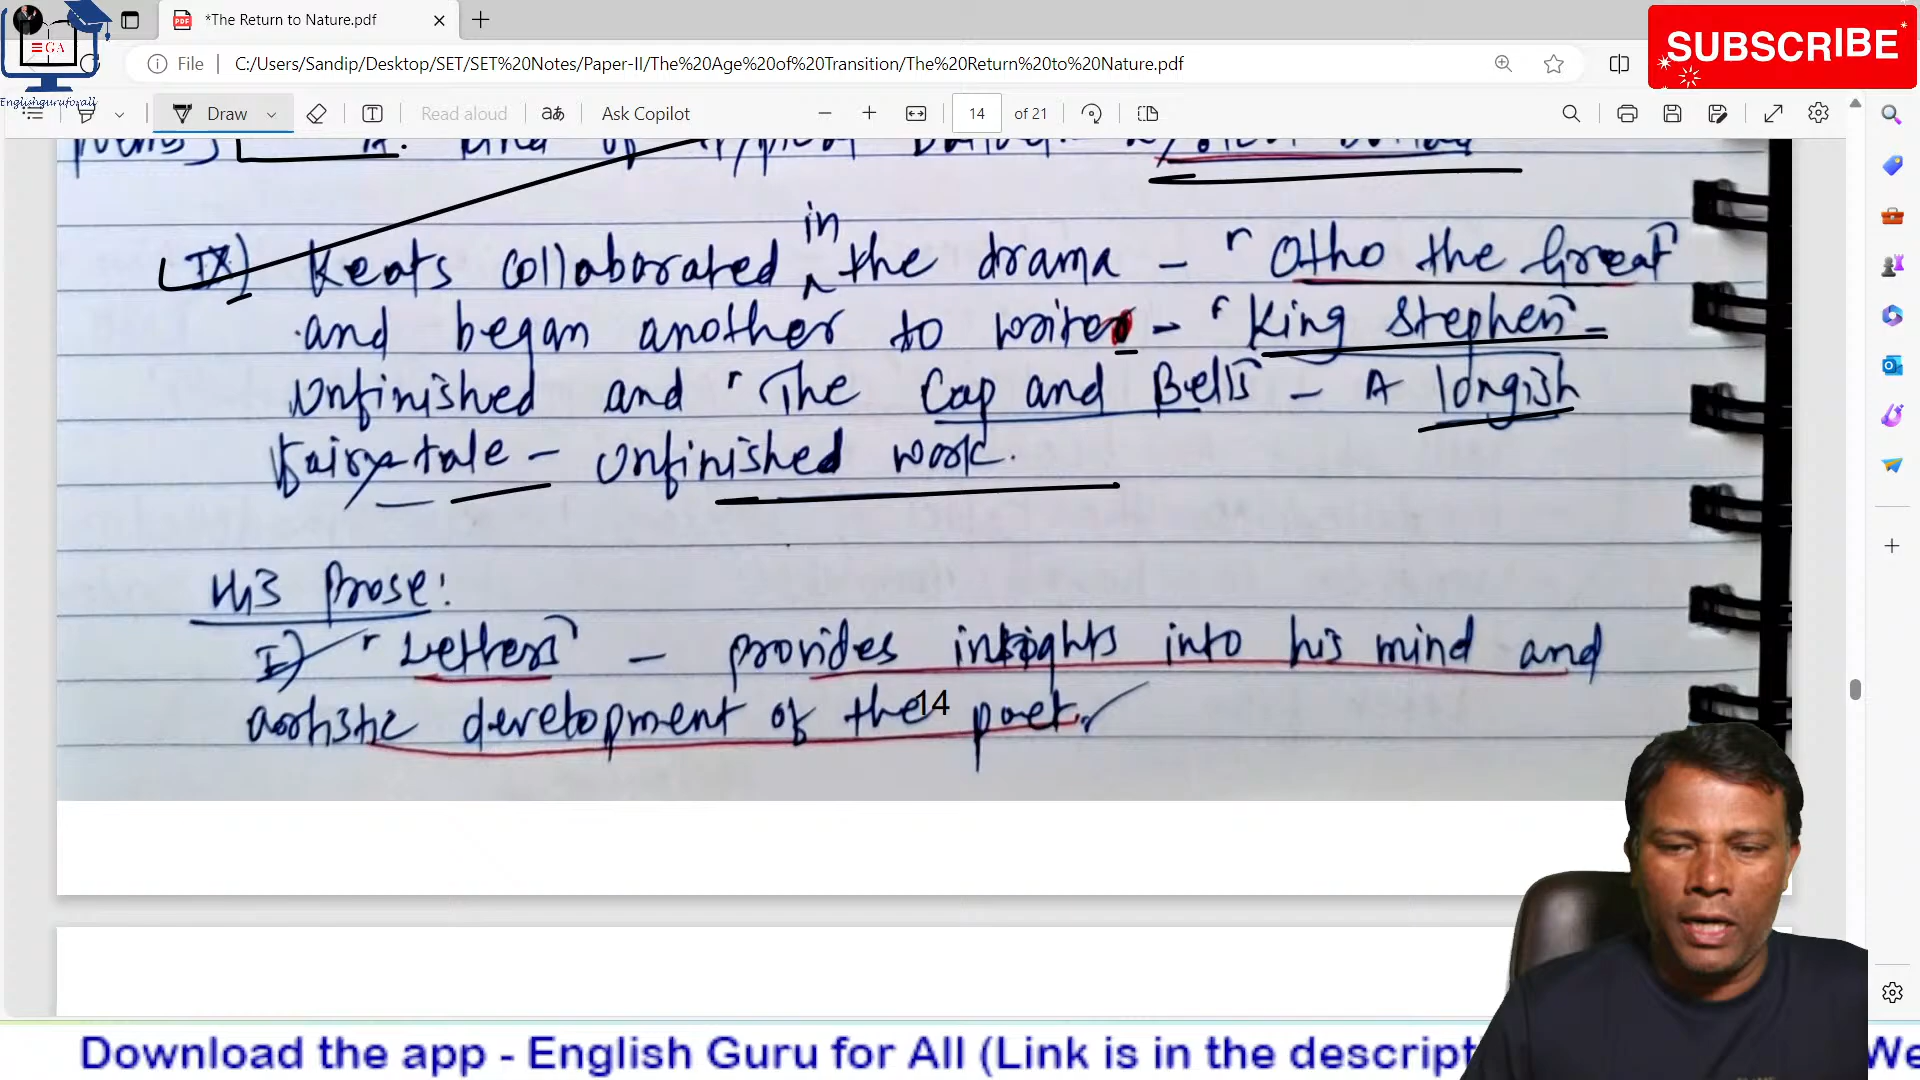 *The Return to Nature.pdf
SUBSCRIBE
GA
Englishguruforall
File C:/Users/Sandip/Desktop/SET/SET%20Notes/Paper-II/The%20Age%20of%20Transition/The%20Return%20to%20Nature.pdf
Draw Read aloud Ask Copilot 14 of 21
IX) Keats collaborated in the drama - "Otho the Great"
and began another to write - "King Stephen" -
Unfinished and "The Cap and Bells" - A longish
fairy-tale - unfinished work.
His Prose:
I) "Letters" - provides insights into his mind and
artistic development of the poet.
14
Download the app - English Guru for All (Link is in the descript
We